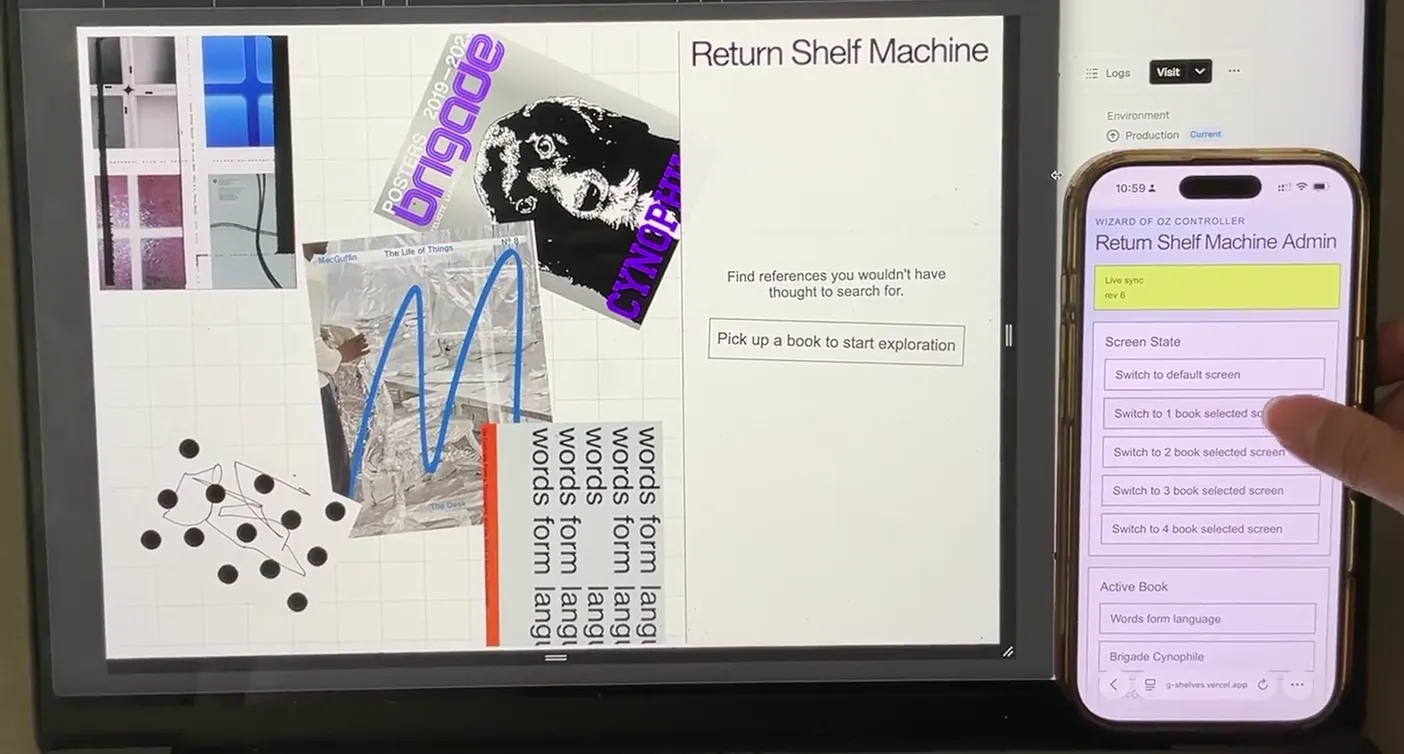 POSTERS 2019–202
brigade
CYNOPHIL
MacGuffin
The Life of Things
Nº 8
The Desk
words form langu
words form langu
words langu
words form langu
words form langu
Return Shelf Machine
Find references you wouldn't have
thought to search for.
Pick up a book to start exploration
Logs
Visit
Environment
Production Current
10:59
WIZARD OF OZ CONTROLLER
Return Shelf Machine Admin
Live sync
rev 6
Screen State
Switch to default screen
Switch to 1 book selected sc
Switch to 2 book selected screen
Switch to 3 book selected screen
Switch to 4 book selected screen
Active Book
Words form language
Brigade Cynophile
g-shelves.vercel.app